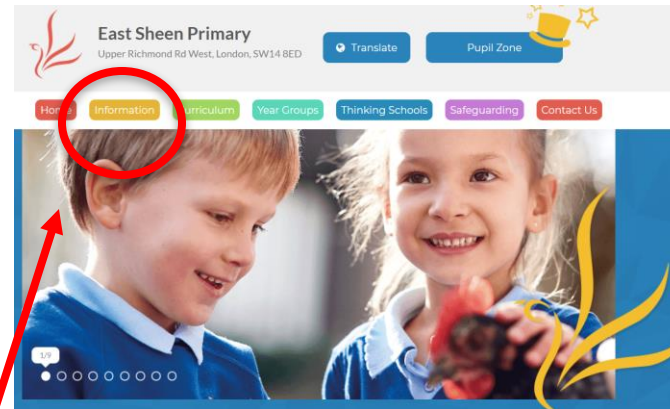 East Sheen Primary
Upper Richmond Rd West, London, SW14 8ED
Translate
Pupil Zone
Home Information Curriculum Year Groups Thinking Schools Safeguarding Contact Us
1/9